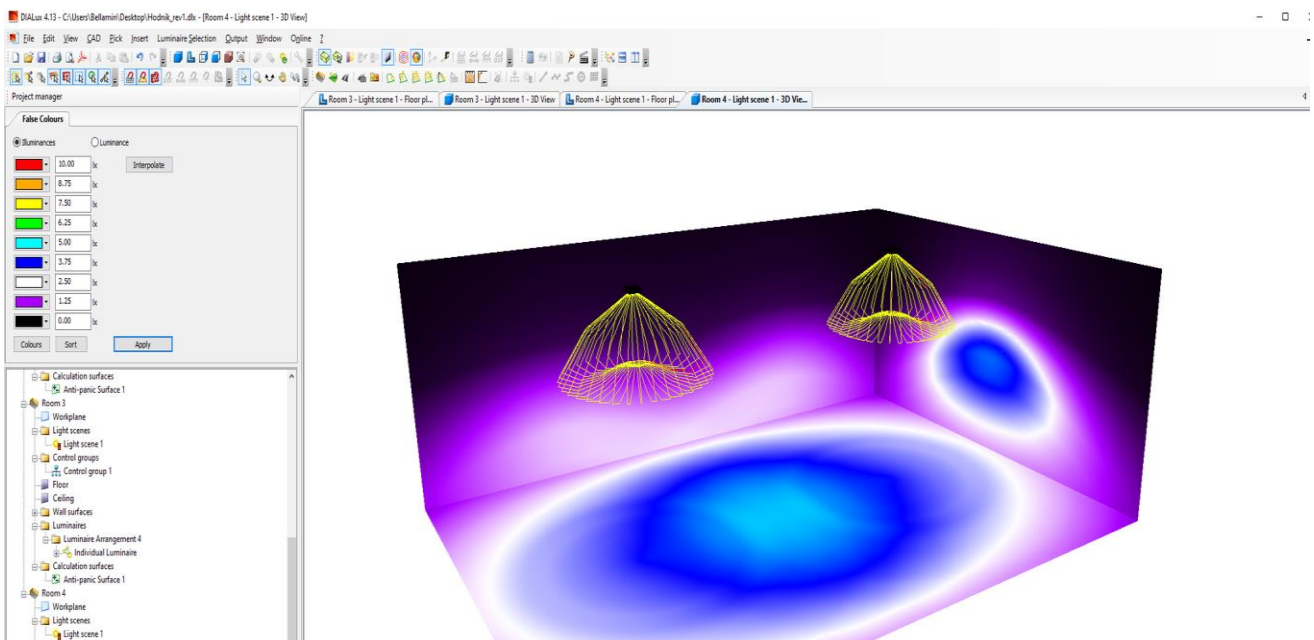 DIALux 4.13 - C:\Users\Bellamin\Desktop\Hodnik_rev1.dlx - [Room 4 - Light scene 1 - 3D View]
File Edit View CAD Pick Insert Luminaire Selection Output Window Online ?
Project manager
Room 3 - Light scene 1 - Floor pl... Room 3 - Light scene 1 - 3D View Room 4 - Light scene 1 - Floor pl... Room 4 - Light scene 1 - 3D Vie...
False Colours
Illuminances Luminance
10.00 lx Interpolate
8.75 lx
7.50 lx
6.25 lx
5.00 lx
3.75 lx
2.50 lx
1.25 lx
0.00 lx
Colours Sort Apply
Calculation surfaces
Anti-panic Surface 1
Room 3
Workplane
Light scenes
Light scene 1
Control groups
Control group 1
Floor
Ceiling
Wall surfaces
Luminaires
Luminaire Arrangement 4
Individual Luminaire
Calculation surfaces
Anti-panic Surface 1
Room 4
Workplane
Light scenes
Light scene 1